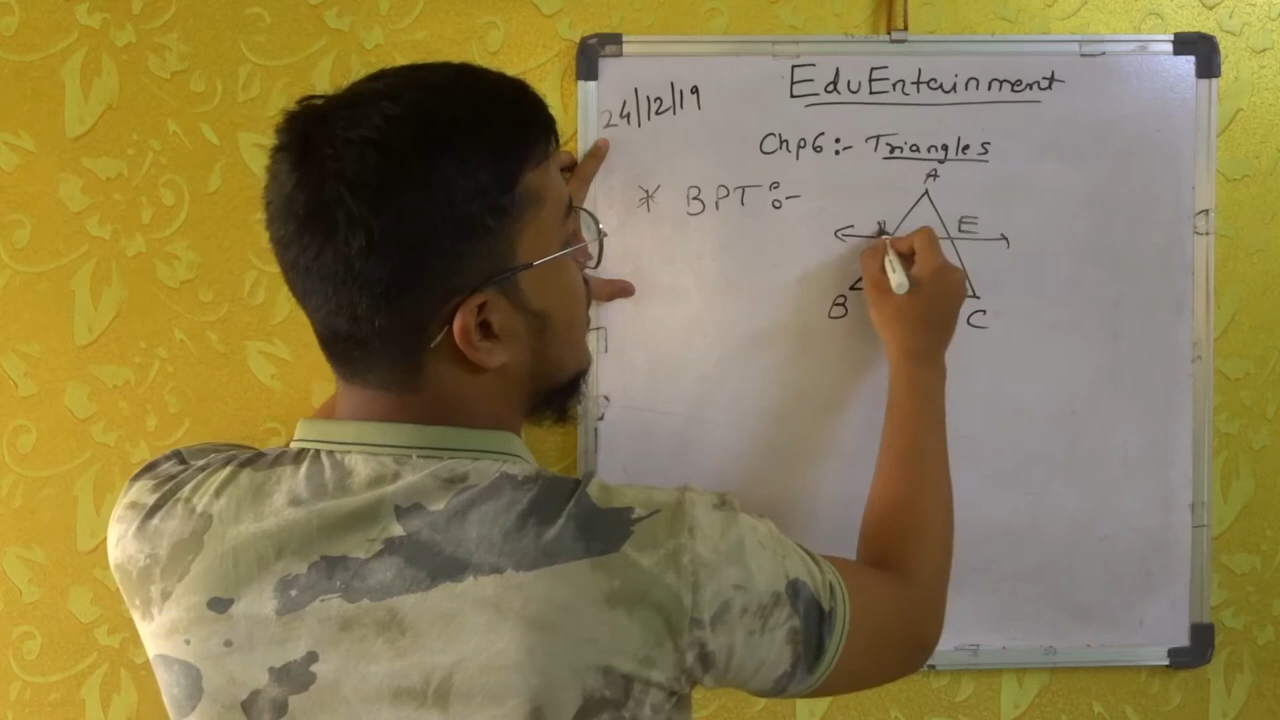 EduEntainment
24/12/19
Chp6:- Triangles
* BPT:-
A
E
B
C